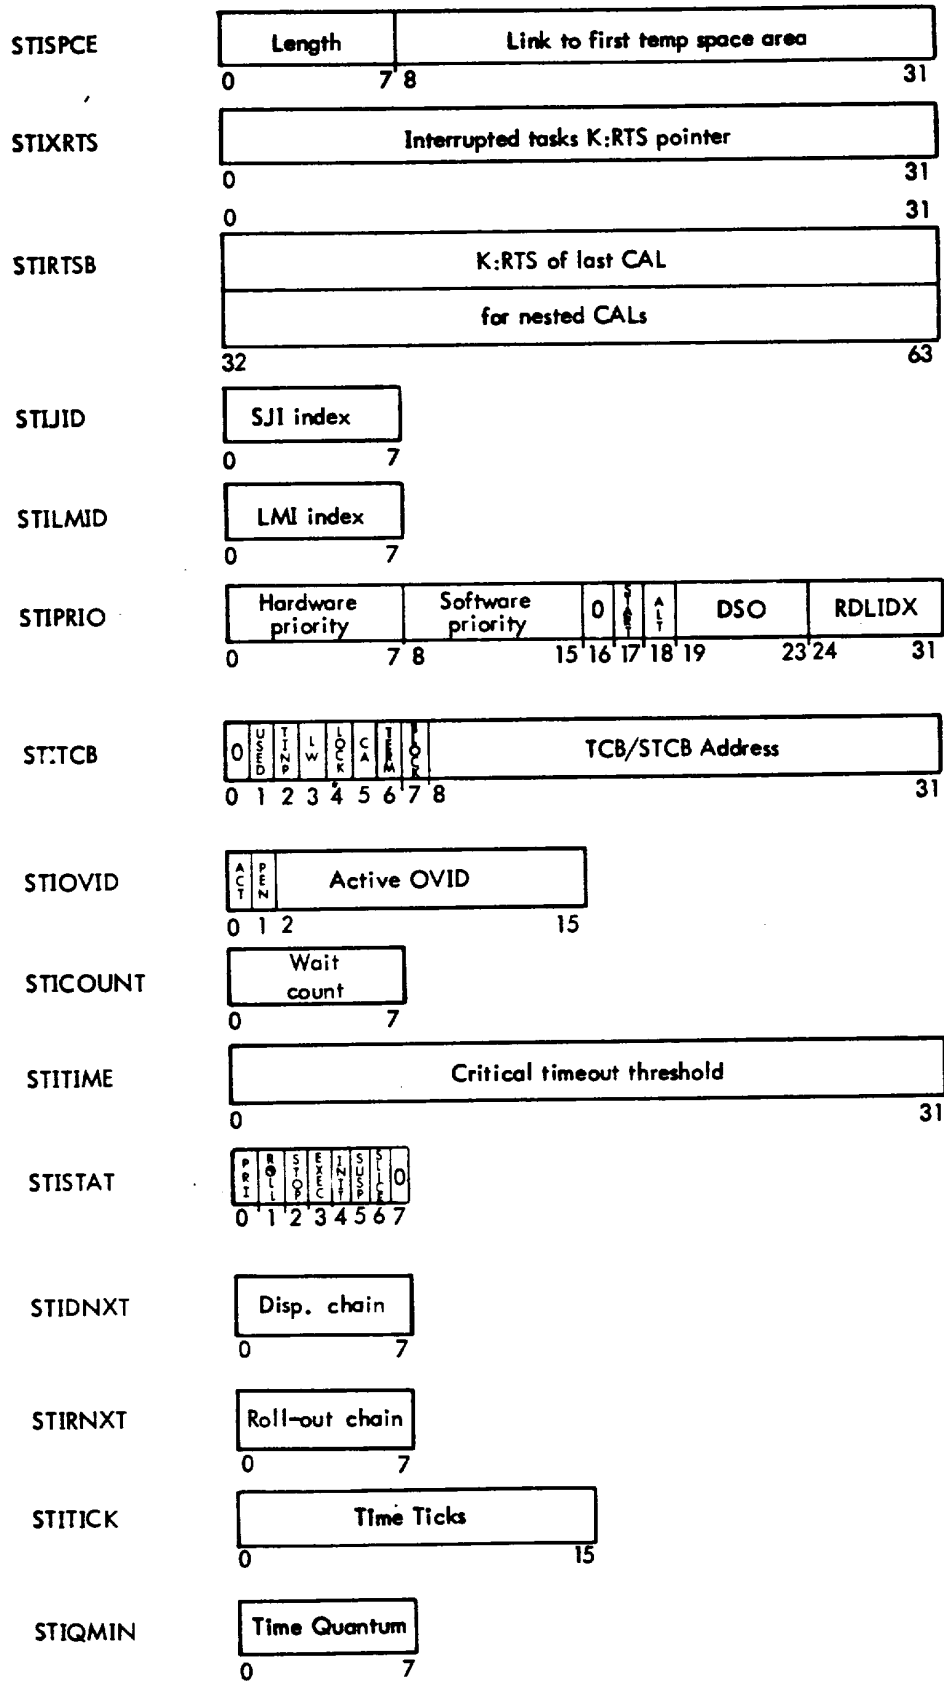 STISPCE Length Link to first temp space area
0 7 8 31
STIXRTS Interrupted tasks K:RTS pointer
0 31
0 31
STIRTSB K:RTS of last CAL
for nested CALs
32 63
STIJID SJI index
0 7
STILMID LMI index
0 7
STIPRIO Hardware priority Software priority 0 START ALT DSO RDLIDX
0 7 8 15 16 17 18 19 23 24 31
STITCB 0 USED TINP LW LOCK CA TERM TCB/STCB Address
0 1 2 3 4 5 6 7 8 31
STIOVID ACT PEN Active OVID
0 1 2 15
STICOUNT Wait count
0 7
STITIME Critical timeout threshold
0 31
STISTAT PRI ROLL STOP EXEC INIT SUSP SLICE 0
0 1 2 3 4 5 6 7
STIDNXT Disp. chain
0 7
STIRNXT Roll-out chain
0 7
STITICK Time Ticks
0 15
STIQMIN Time Quantum
0 7